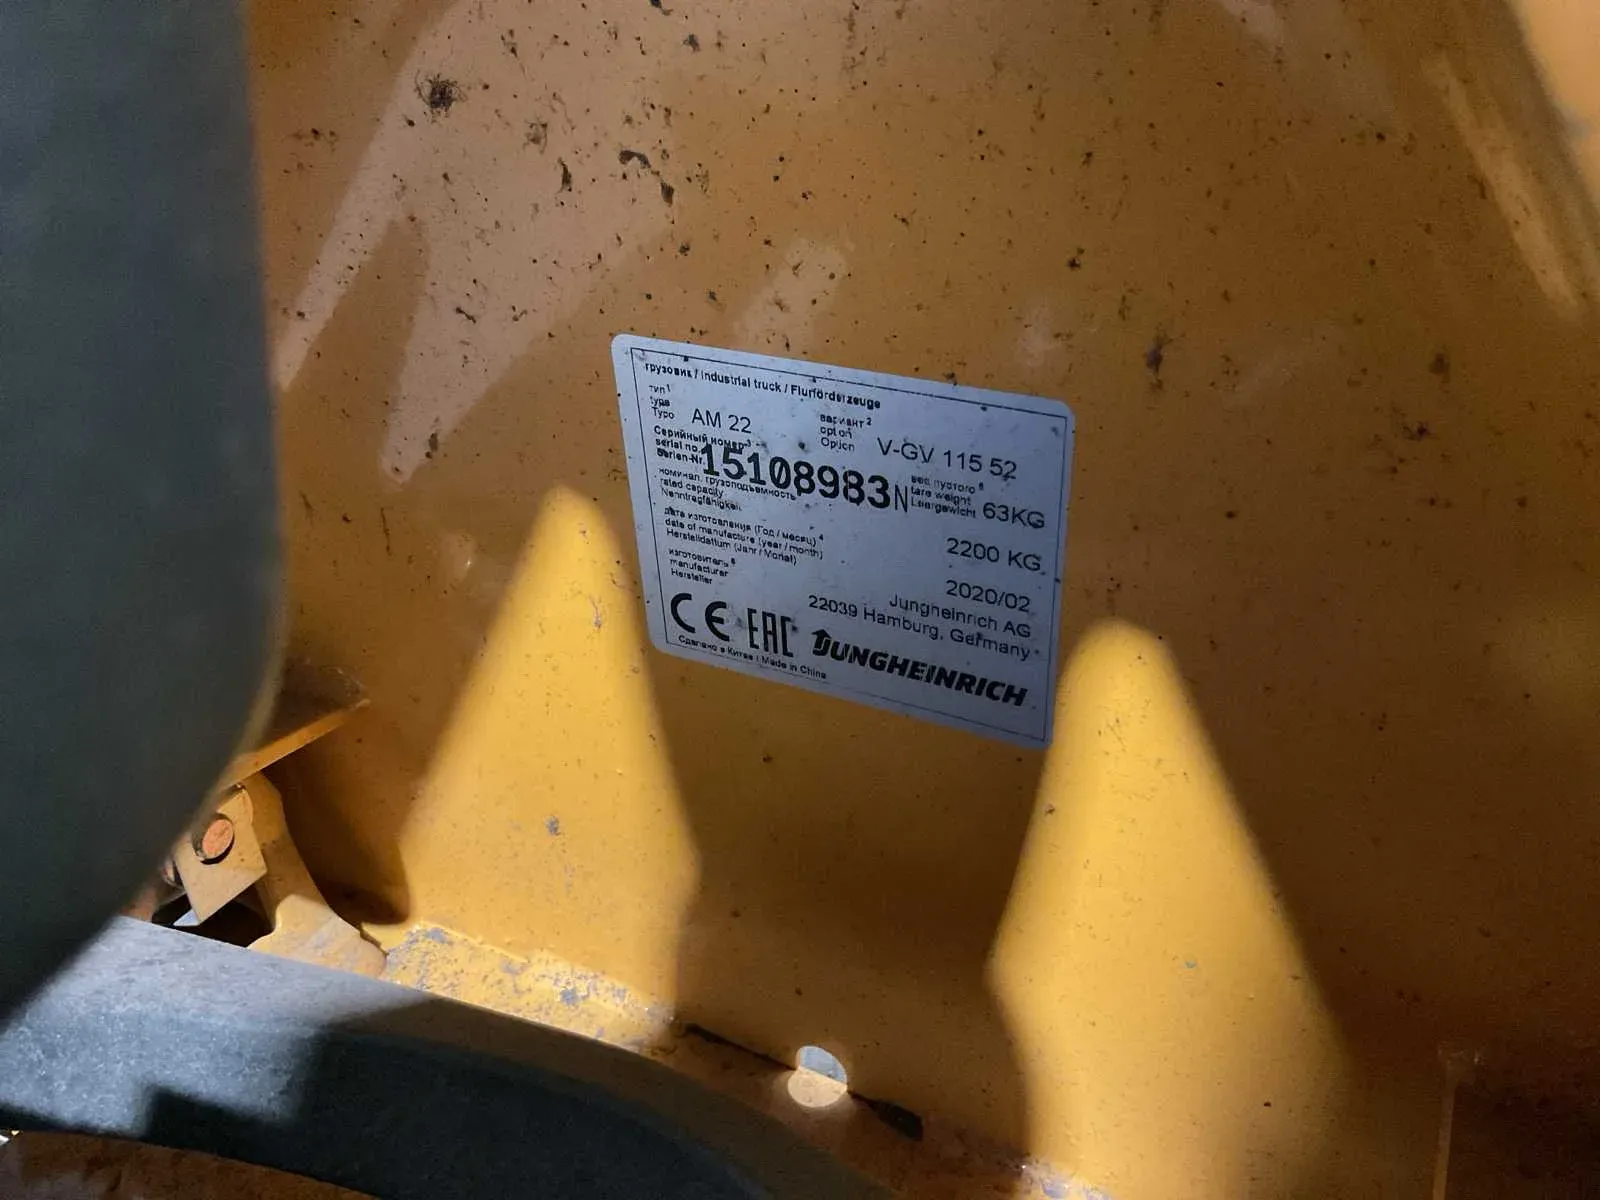 грузовик / Industrial truck / Flurförderzeuge
тип¹
type
Typo
AM 22
вариант²
option
Option
V-GV 115 52
Серийный номер³
serial no.
Serien-Nr.
15108983N
вес пустого⁶
tare weight
Leergewicht
63KG
номинал. грузоподъемность
rated capacity
Nenntragfähigkeit
2200 KG
дата изготовления (Год / месяц)⁴
date of manufacture (year / month)
Herstelldatum (Jahr / Monat)
2020/02
изготовитель
manufacturer
Hersteller
Jungheinrich AG
22039 Hamburg, Germany
CE EAC JUNGHEINRICH
Сделано в Китае / Made in China